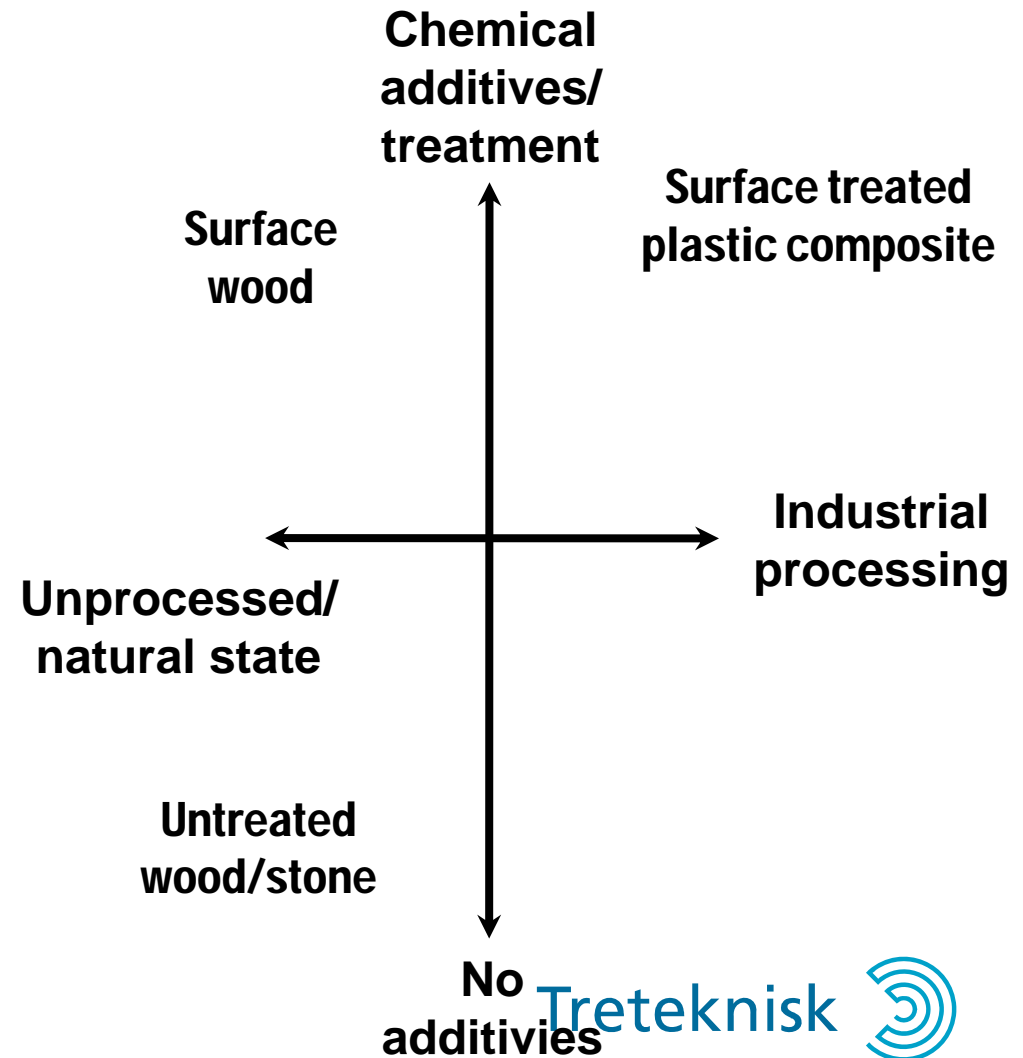 Chemical
additives/
treatment
Surface treated
plastic composite
Surface
wood
Industrial
processing
Unprocessed/
natural state
Untreated
wood/stone
No
additivies
Treteknisk